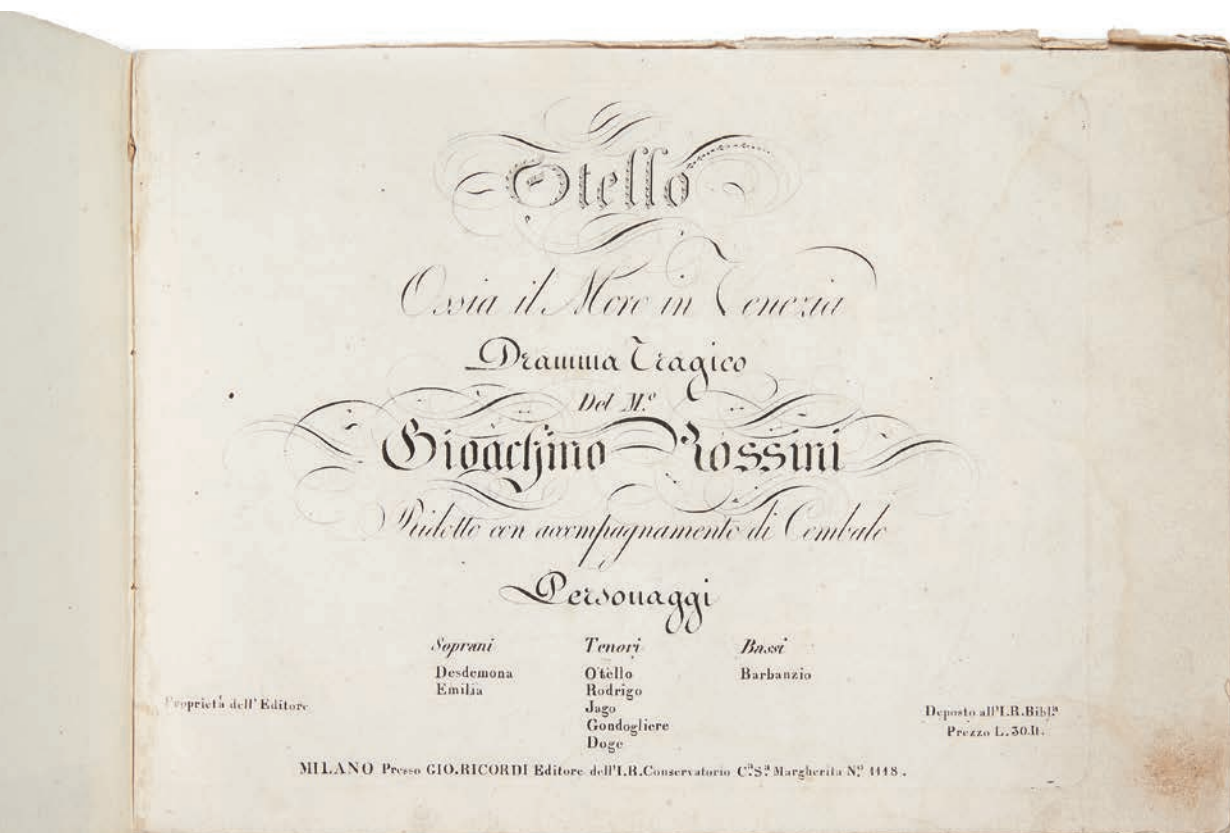 Otello
Ossia il Moro in Venezia
Dramma Tragico
Del M.º
Gioachino Rossini
Ridotto con accompagnamento di Cembalo
Personaggi
Soprani Tenori Bassi
Desdemona Otello Barbanzio
Emilia Rodrigo
Jago
Gondogliere
Doge
Proprietà dell'Editore
Deposto all'I.R.Bibl.ª
Prezzo L.30.It.
MILANO Presso GIO.RICORDI Editore dell'I.R.Conservatorio C.ª S.ª Margherita N.º 1118.